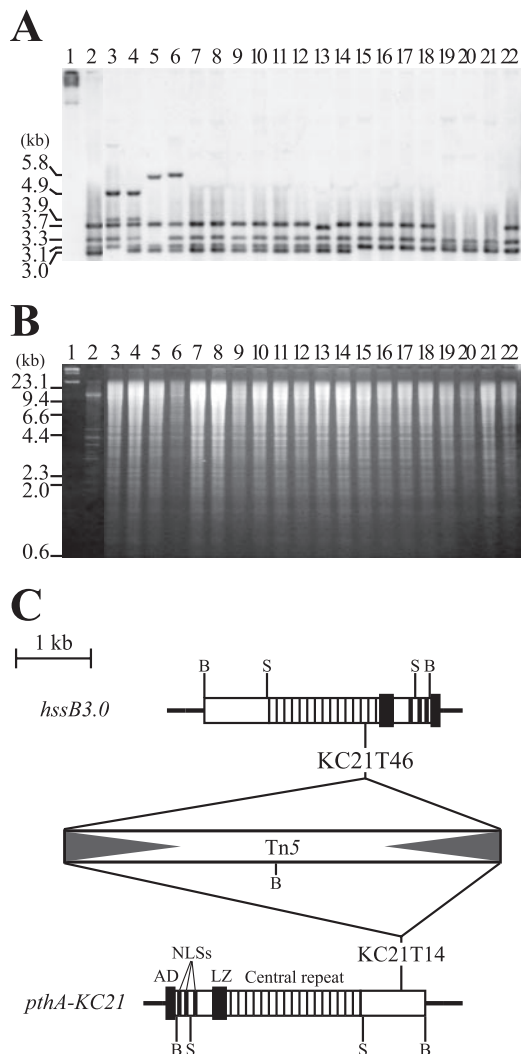 A
1 2 3 4 5 6 7 8 9 10 11 12 13 14 15 16 17 18 19 20 21 22
(kb)
5.8
4.9
3.9
3.7
3.3
3.1
3.0
B
1 2 3 4 5 6 7 8 9 10 11 12 13 14 15 16 17 18 19 20 21 22
(kb)
23.1
9.4
6.6
4.4
2.3
2.0
0.6
C
1 kb
B S S B
hssB3.0
KC21T46
Tn5
B
KC21T14
NLSs
AD LZ Central repeat
pthA-KC21
B S S B